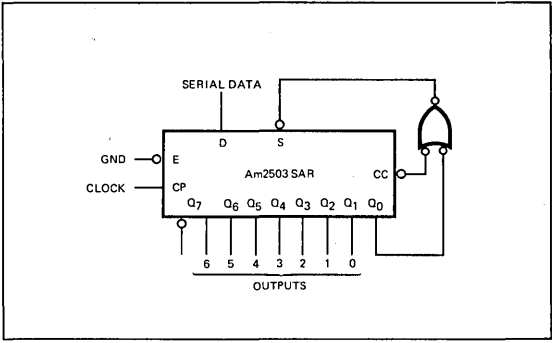 SERIAL DATA
D S
GND E
Am2503 SAR
CC
CLOCK CP
Q7 Q6 Q5 Q4 Q3 Q2 Q1 Q0
6 5 4 3 2 1 0
OUTPUTS